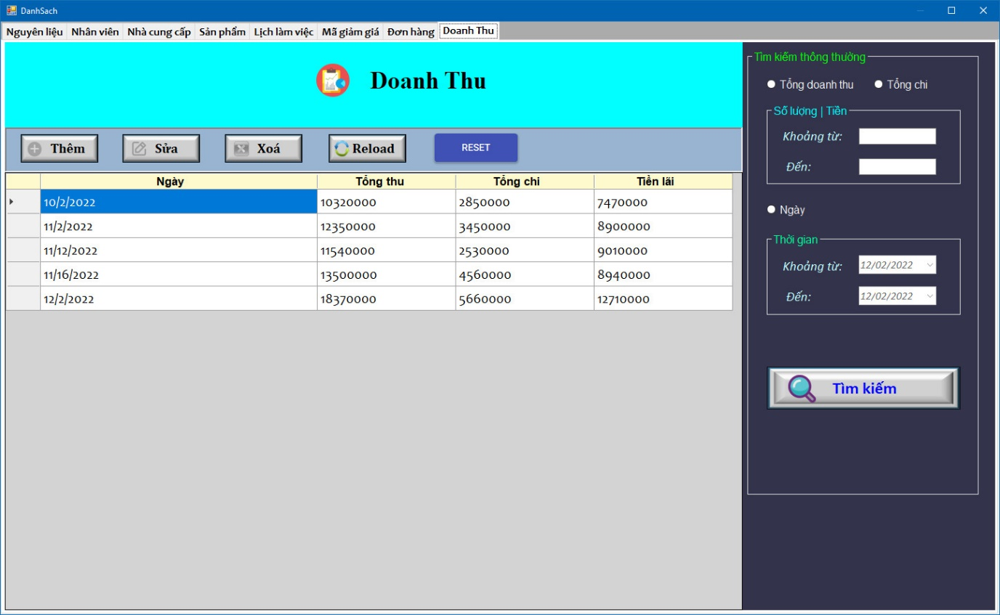 DanhSach
Nguyên liệu Nhân viên Nhà cung cấp Sản phẩm Lịch làm việc Mã giảm giá Đơn hàng Doanh Thu
Doanh Thu
Thêm Sửa Xoá Reload RESET
Ngày Tổng thu Tổng chi Tiền lãi
10/2/2022 10320000 2850000 7470000
11/2/2022 12350000 3450000 8900000
11/12/2022 11540000 2530000 9010000
11/16/2022 13500000 4560000 8940000
12/2/2022 18370000 5660000 12710000
Tìm kiếm thông thường
Tổng doanh thu Tổng chi
Số lượng | Tiền
Khoảng từ:
Đến:
Ngày
Thời gian
Khoảng từ: 12/02/2022
Đến: 12/02/2022
Tìm kiếm